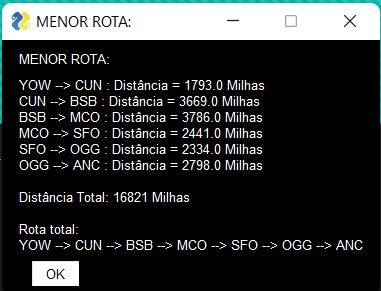 MENOR ROTA:
MENOR ROTA:
YOW --> CUN : Distância = 1793.0 Milhas
CUN --> BSB : Distância = 3669.0 Milhas
BSB --> MCO : Distância = 3786.0 Milhas
MCO --> SFO : Distância = 2441.0 Milhas
SFO --> OGG : Distância = 2334.0 Milhas
OGG --> ANC : Distância = 2798.0 Milhas
Distância Total: 16821 Milhas
Rota total:
YOW --> CUN --> BSB --> MCO --> SFO --> OGG --> ANC
OK